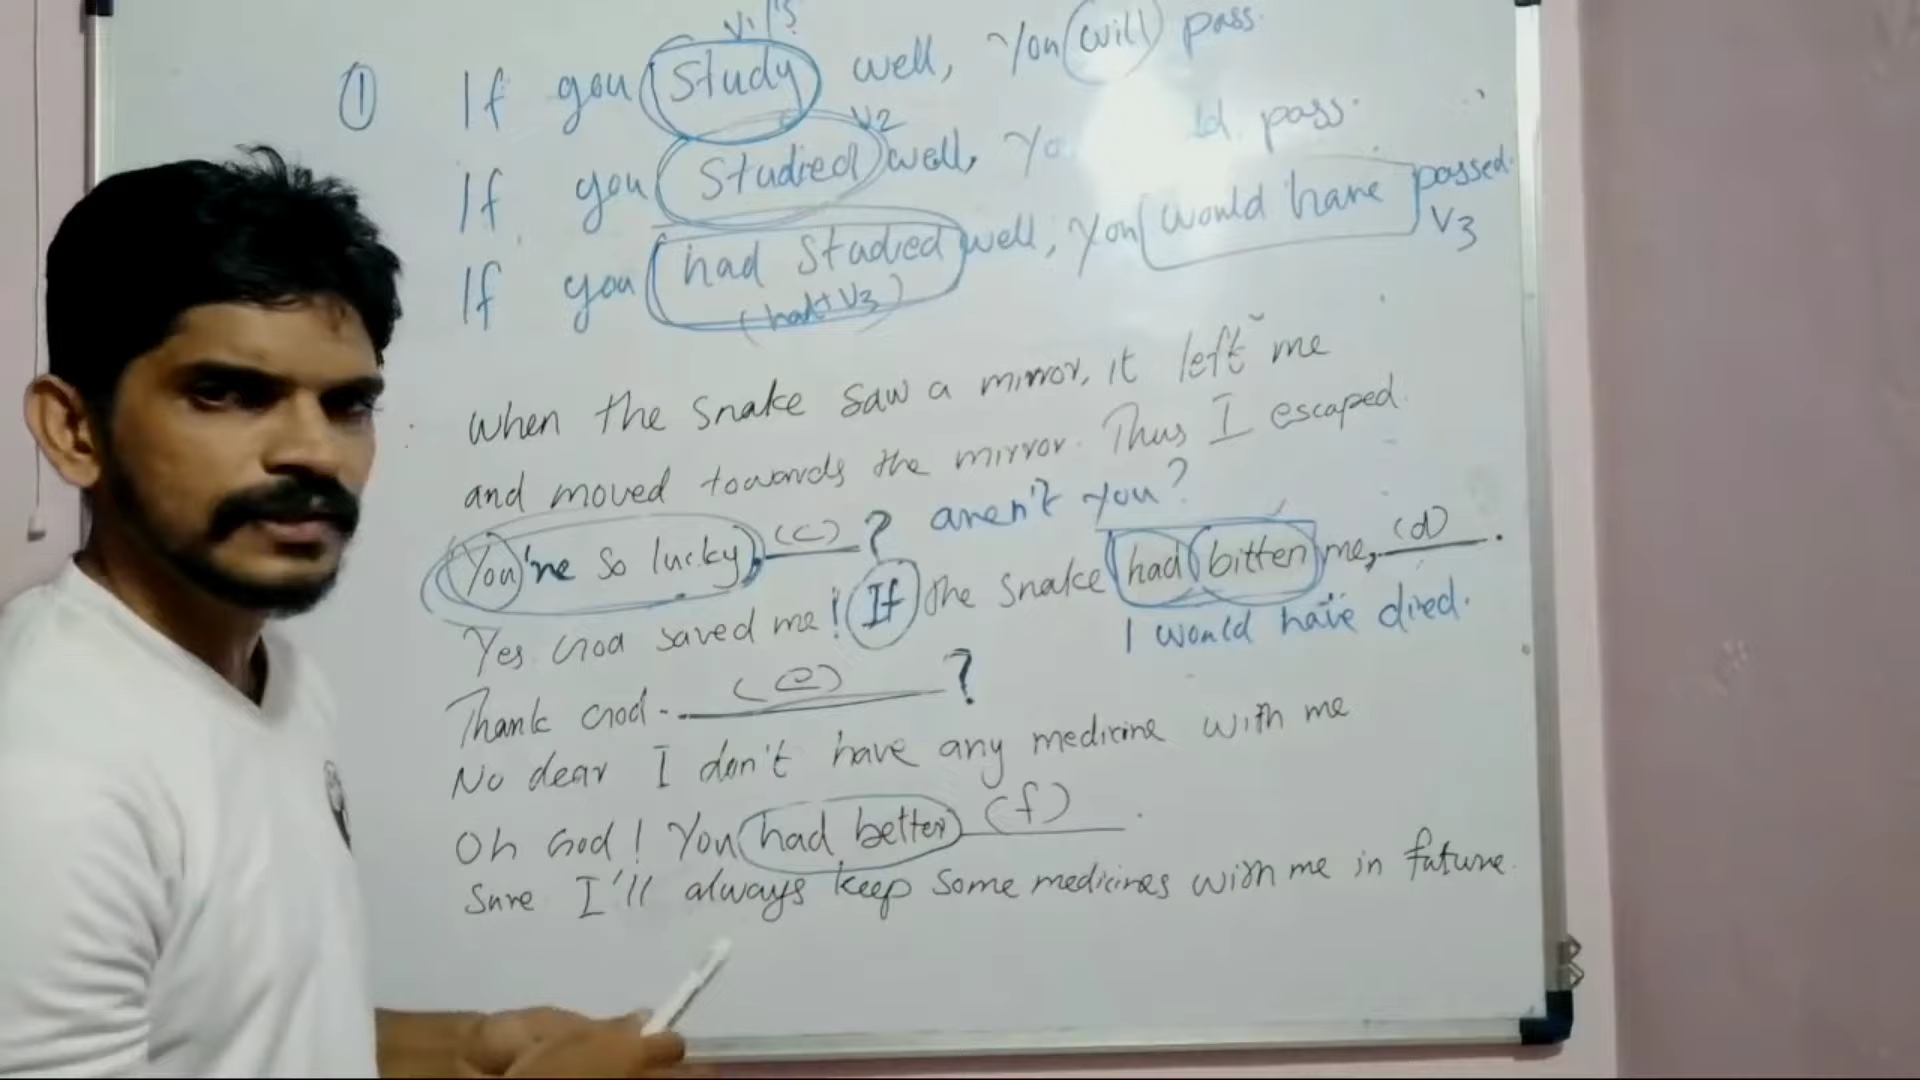 V1/s
① If you study well, You will pass.
V2
If you studied well, Yo ld pass.
If you had studied well, You would have passed.
(had+V3) V3
When the snake saw a mirror, it left me
and moved towards the mirror. Thus I escaped.
You're so lucky, (c) ? aren't you?
Yes God saved me! If the snake had bitten me, (d).
I would have died.
Thank God. (e) ?
No dear I don't have any medicine with me
Oh God! You had better (f).
Sure I'll always keep some medicines with me in future.